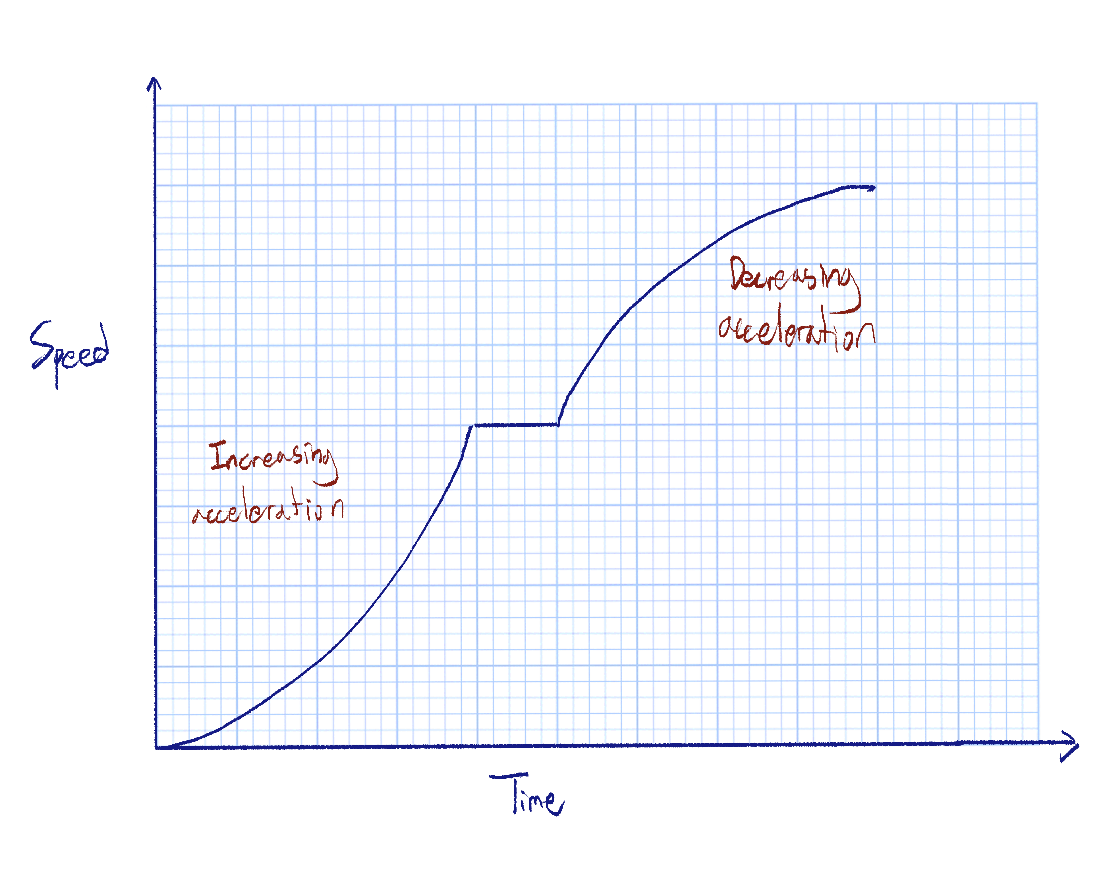 Speed
Increasing
acceleration
Decreasing
acceleration
Time